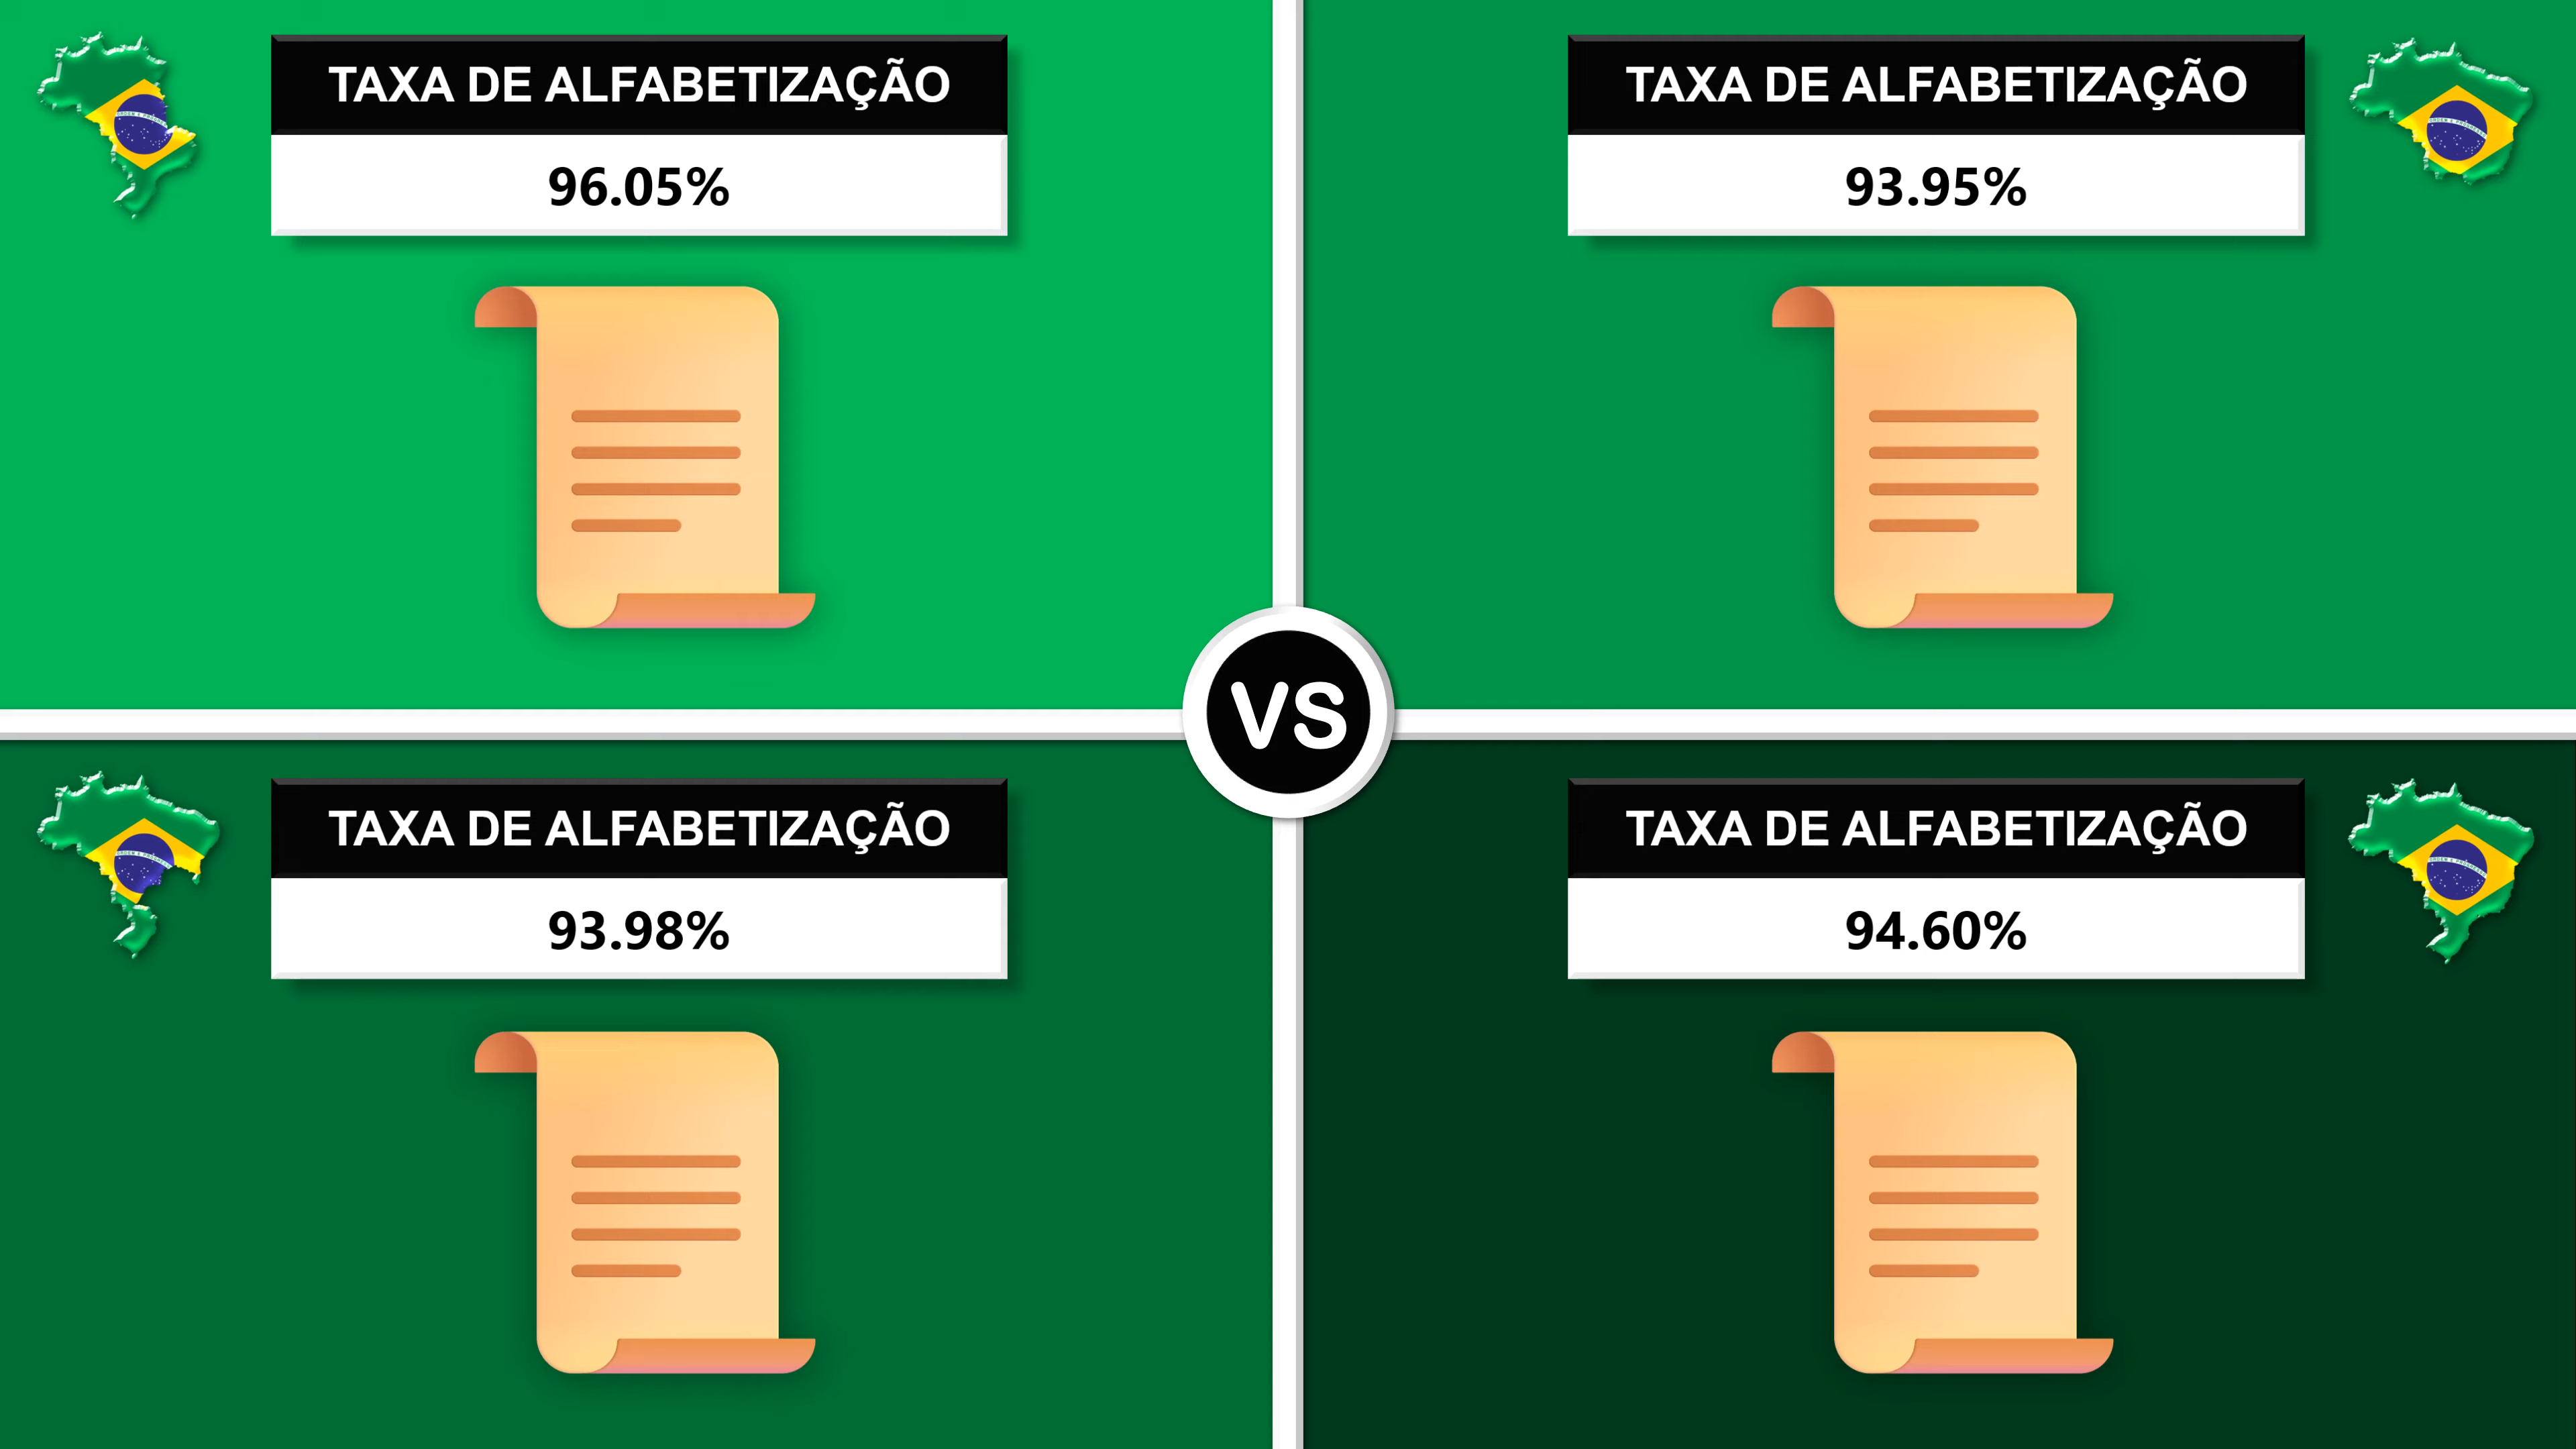 TAXA DE ALFABETIZAÇÃO
96.05%
TAXA DE ALFABETIZAÇÃO
93.95%
VS
TAXA DE ALFABETIZAÇÃO
93.98%
TAXA DE ALFABETIZAÇÃO
94.60%